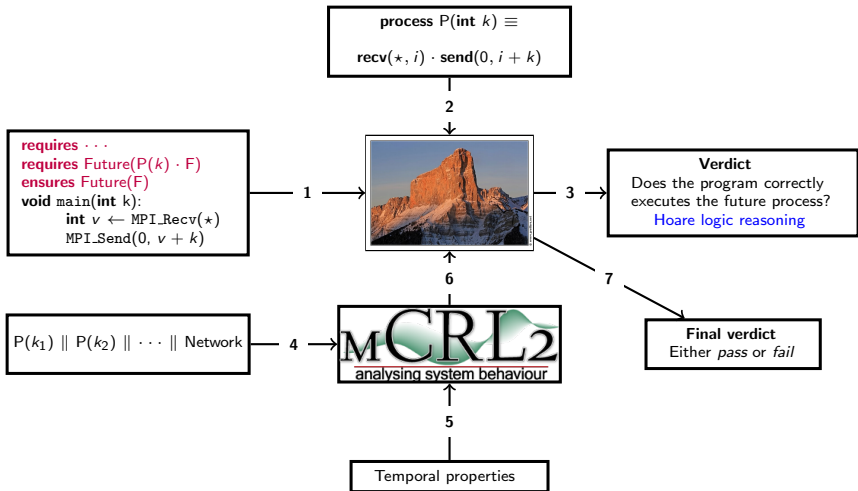 process P(int k) ≡
recv(⋆, i) · send(0, i + k)
2
requires · · ·
requires Future(P(k) · F)
ensures Future(F)
void main(int k):
int v ← MPI_Recv(⋆)
MPI_Send(0, v + k)
1
3
Verdict
Does the program correctly
executes the future process?
Hoare logic reasoning
6
7
P(k₁) ∥ P(k₂) ∥ · · · ∥ Network
4
mCRL2
analysing system behaviour
Final verdict
Either pass or fail
5
Temporal properties